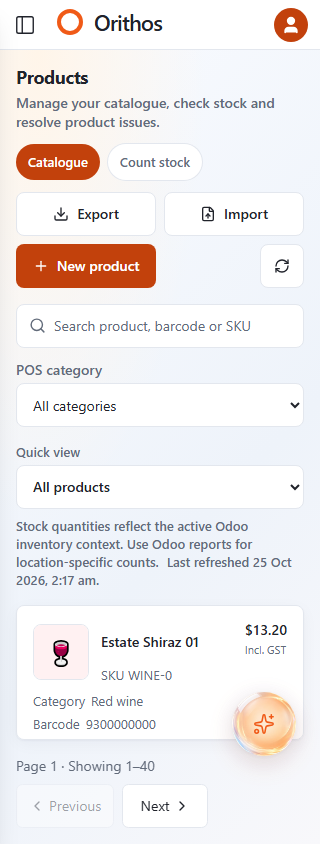 Orithos
Products
Manage your catalogue, check stock and
resolve product issues.
Catalogue
Count stock
Export
Import
New product
Search product, barcode or SKU
POS category
All categories
Quick view
All products
Stock quantities reflect the active Odoo
inventory context. Use Odoo reports for
location-specific counts. Last refreshed 25 Oct
2026, 2:17 am.
Estate Shiraz 01
$13.20
Incl. GST
SKU WINE-0
Category Red wine
Barcode 9300000000
Page 1 · Showing 1–40
Previous
Next